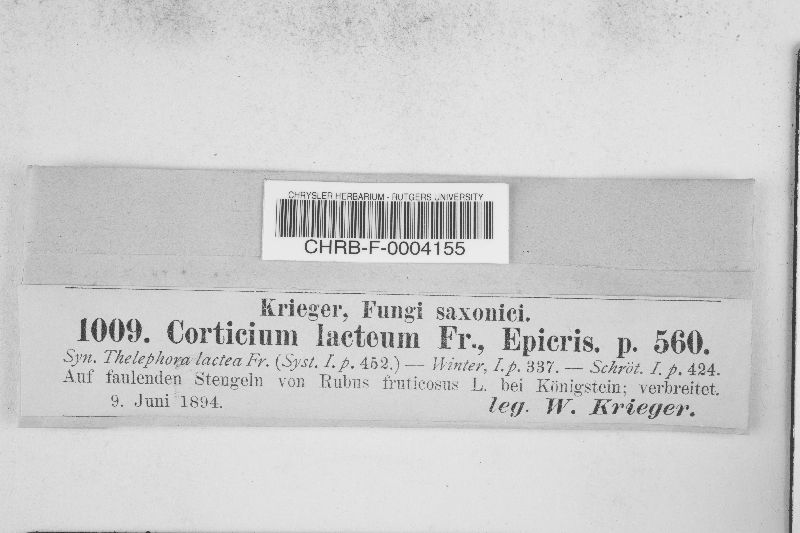 CHRYSLER HERBARIUM - RUTGERS UNIVERSITY
CHRB-F-0004155
Krieger, Fungi saxonici.
1009. Corticium lacteum Fr., Epicris. p. 560.
Syn. Thelephora lactea Fr. (Syst. I. p. 452.) — Winter, I. p. 337. — Schröt. I. p. 424.
Auf faulenden Stengeln von Rubus fruticosus L. bei Königstein; verbreitet.
9. Juni 1894.
leg. W. Krieger.